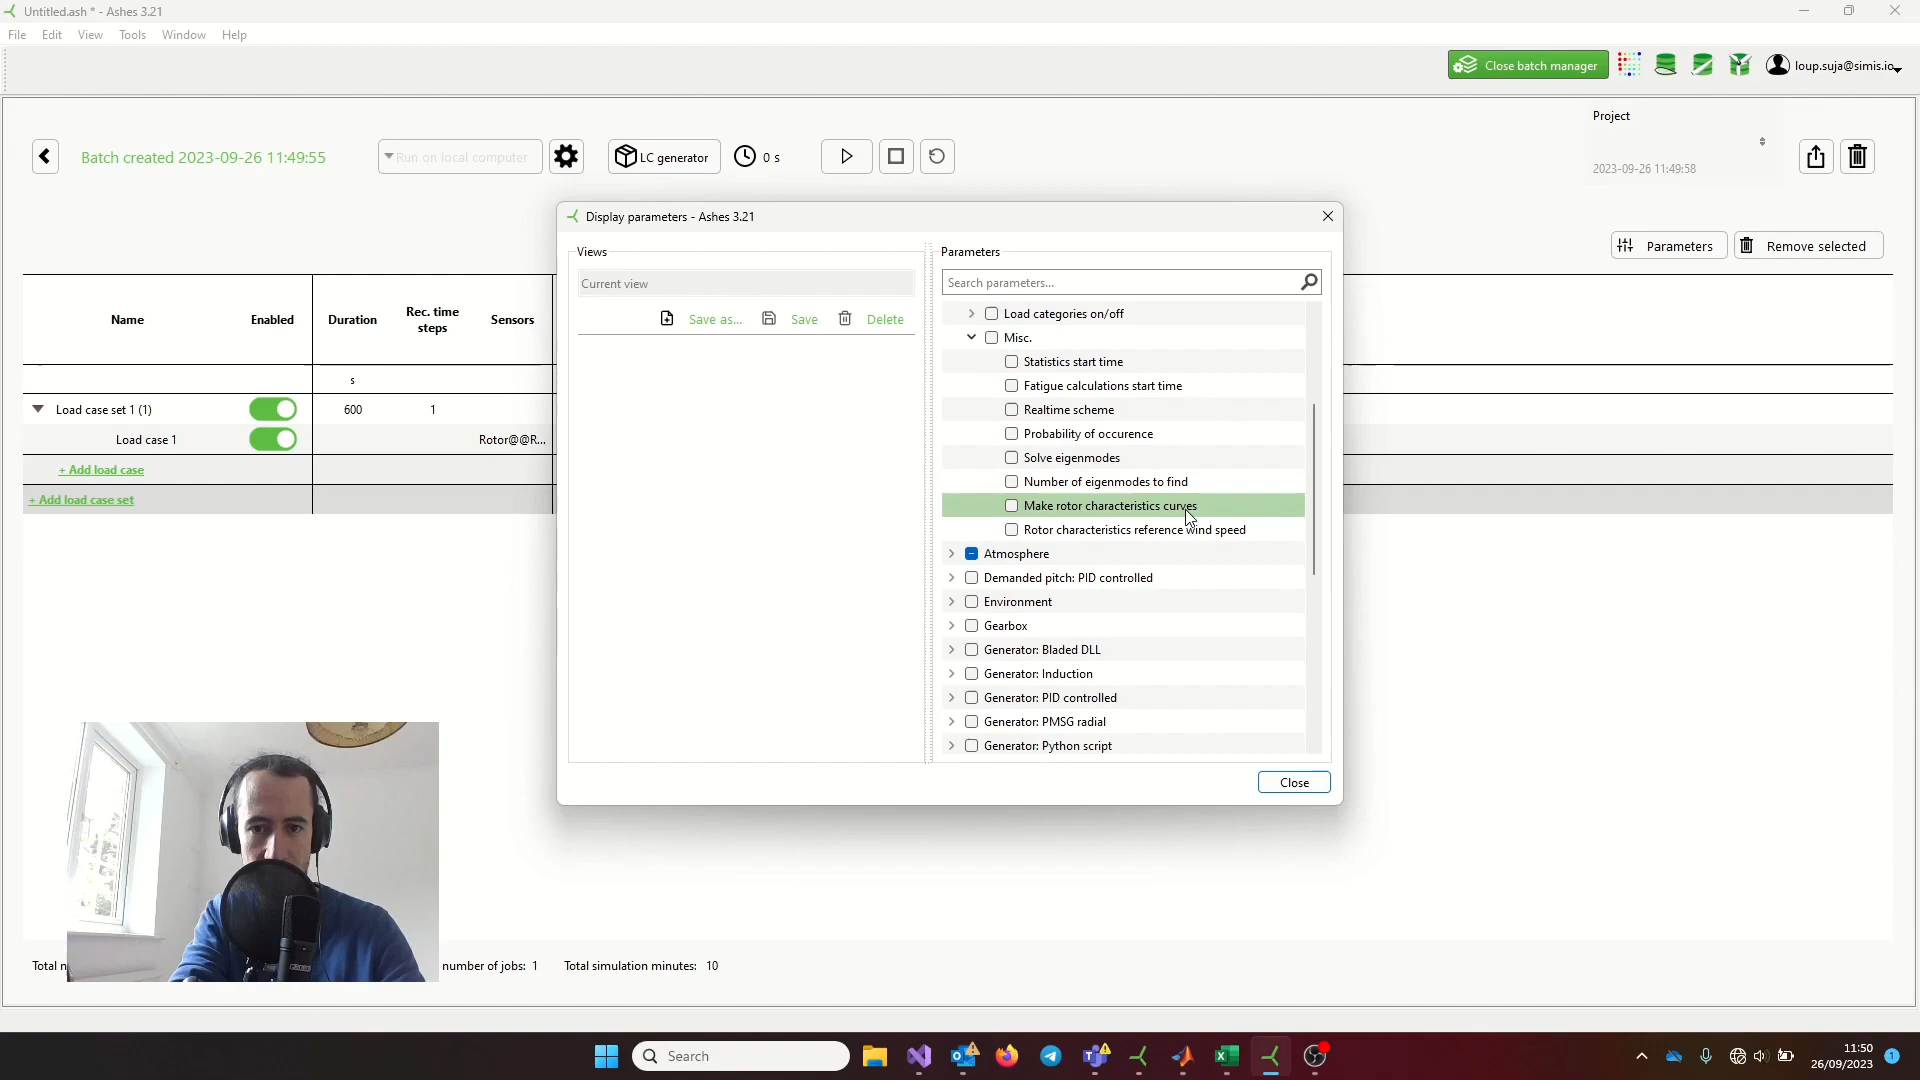 Untitled.ash * - Ashes 3.21
File Edit View Tools Window Help
Close batch manager
loup.suja@simis.io
Project
Batch created 2023-09-26 11:49:55
Run on local computer
LC generator
0 s
2023-09-26 11:49:58
Display parameters - Ashes 3.21
Parameters
Remove selected
Views
Current view
Save as...
Save
Delete
Parameters
Search parameters...
Load categories on/off
Misc.
Statistics start time
Fatigue calculations start time
Realtime scheme
Probability of occurence
Solve eigenmodes
Number of eigenmodes to find
Make rotor characteristics curves
Rotor characteristics reference wind speed
Atmosphere
Demanded pitch: PID controlled
Environment
Gearbox
Generator: Bladed DLL
Generator: Induction
Generator: PID controlled
Generator: PMSG radial
Generator: Python script
Close
Name
Enabled
Duration
Rec. time
steps
Sensors
s
Load case set 1 (1)
600
1
Load case 1
Rotor@@R...
+ Add load case
+ Add load case set
Total n
number of jobs: 1
Total simulation minutes: 10
Search
11:50
26/09/2023
1